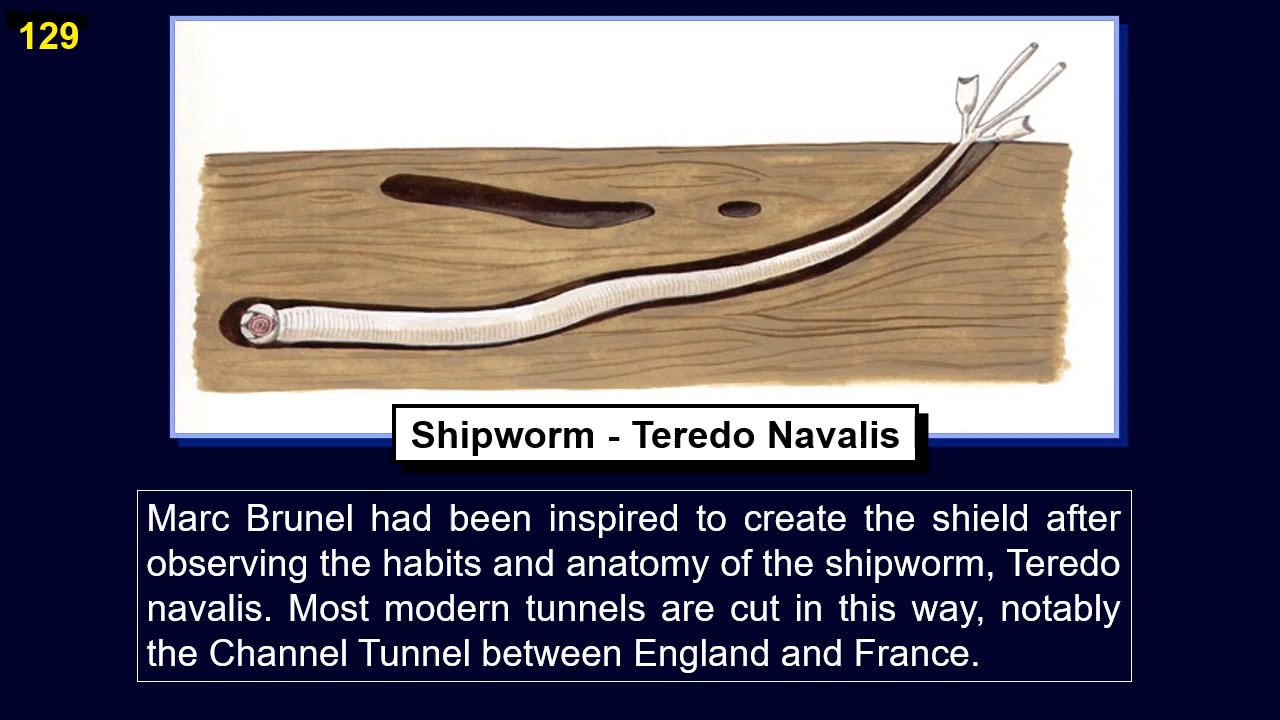 129
Shipworm - Teredo Navalis
Marc Brunel had been inspired to create the shield after
observing the habits and anatomy of the shipworm, Teredo
navalis. Most modern tunnels are cut in this way, notably
the Channel Tunnel between England and France.